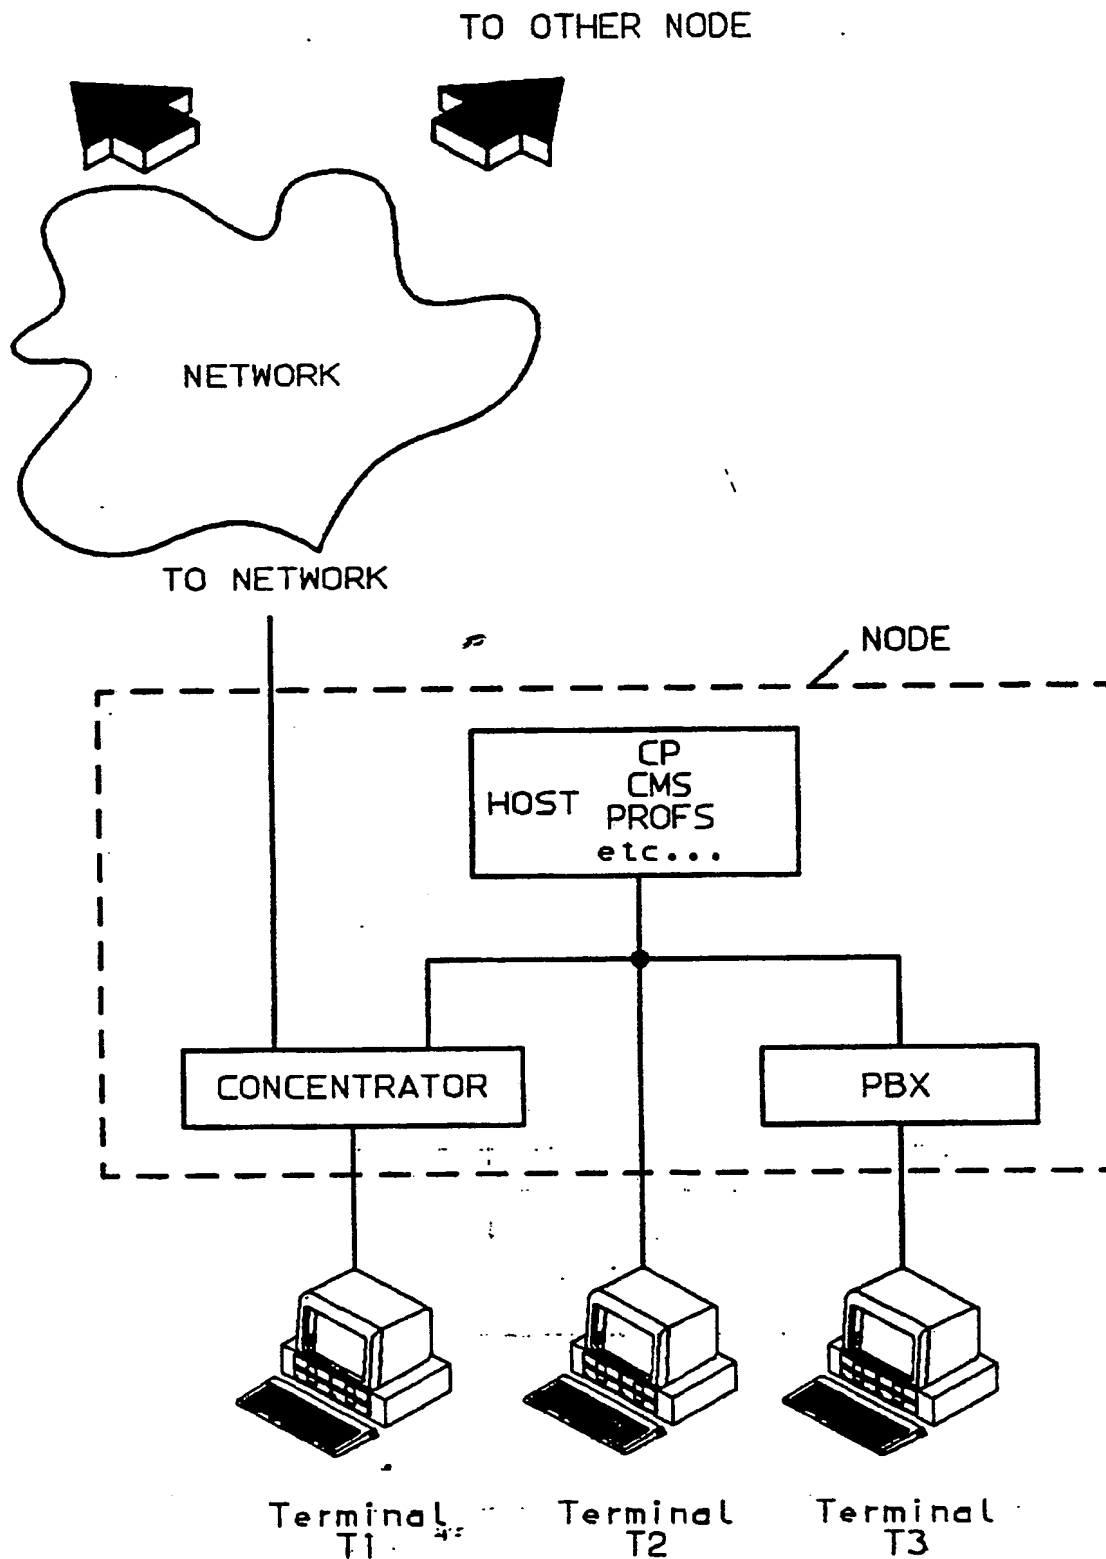 TO OTHER NODE
NETWORK
TO NETWORK
NODE
HOST
CP
CMS
PROFS
etc...
CONCENTRATOR
PBX
Terminal
T1
Terminal
T2
Terminal
T3